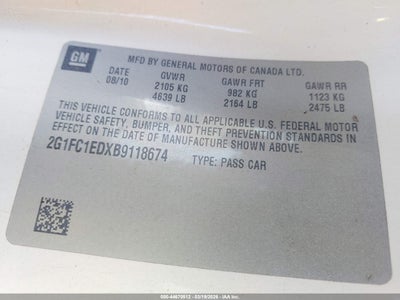 GM
MFD BY GENERAL MOTORS OF CANADA LTD.
DATE GVWR GAWR FRT GAWR RR
08/10 2105 KG 982 KG 1123 KG
4639 LB 2164 LB 2475 LB
THIS VEHICLE CONFORMS TO ALL APPLICABLE U.S. FEDERAL MOTOR
VEHICLE SAFETY, BUMPER, AND THEFT PREVENTION STANDARDS IN
EFFECT ON THE DATE OF MANUFACTURE SHOWN ABOVE.
2G1FC1EDXB9118674 TYPE: PASS CAR